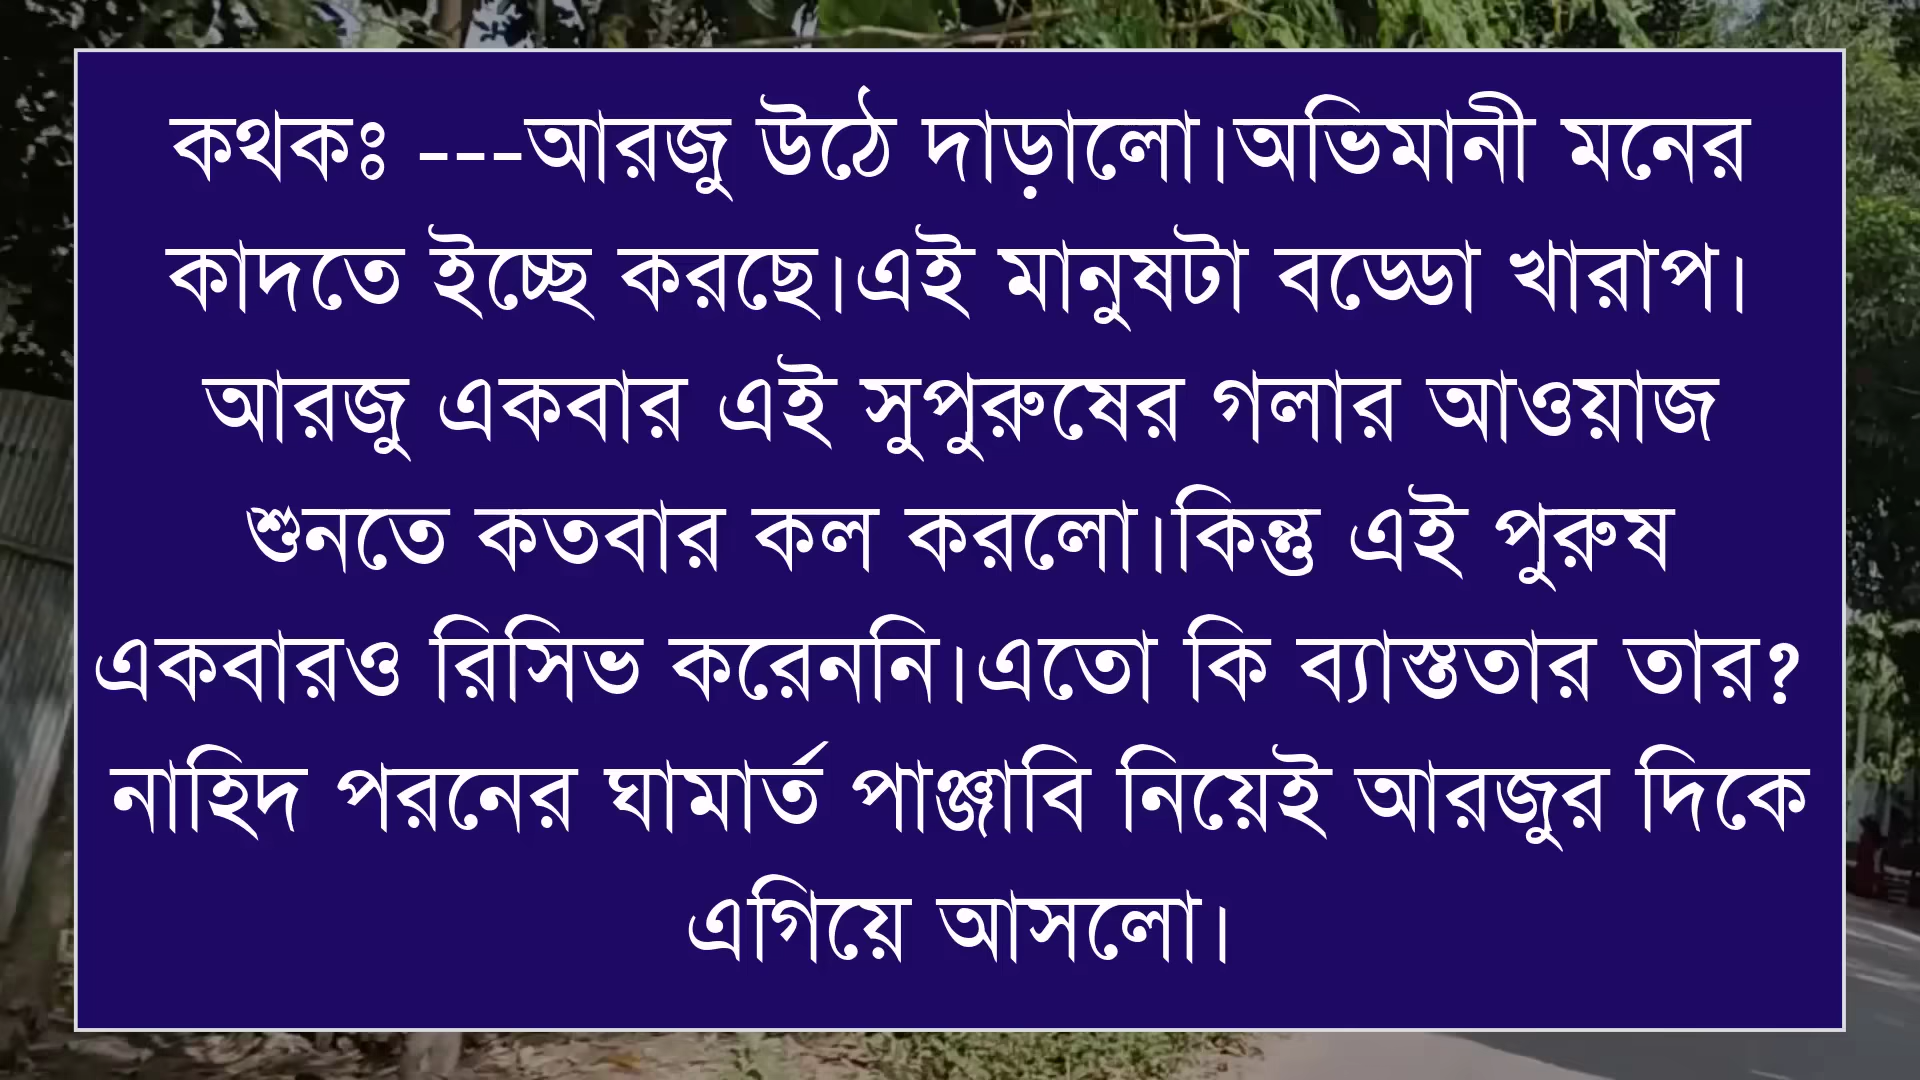 কথকঃ ---আরজু উঠে দাড়ালো।অভিমানী মনের
কাদতে ইচ্ছে করছে।এই মানুষটা বড্ডো খারাপ।
আরজু একবার এই সুপুরুষের গলার আওয়াজ
শুনতে কতবার কল করলো।কিন্তু এই পুরুষ
একবারও রিসিভ করেননি।এতো কি ব্যাস্ততার তার?
নাহিদ পরনের ঘামার্ত পাঞ্জাবি নিয়েই আরজুর দিকে
এগিয়ে আসলো।